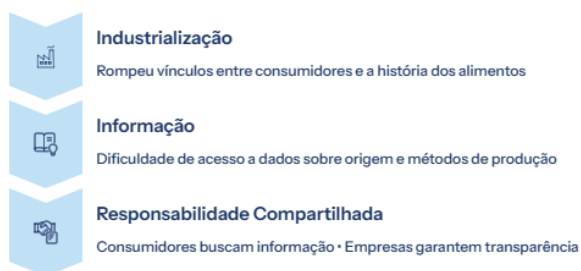 Industrialização
Rompeu vínculos entre consumidores e a história dos alimentos
Informação
Dificuldade de acesso a dados sobre origem e métodos de produção
Responsabilidade Compartilhada
Consumidores buscam informação • Empresas garantem transparência